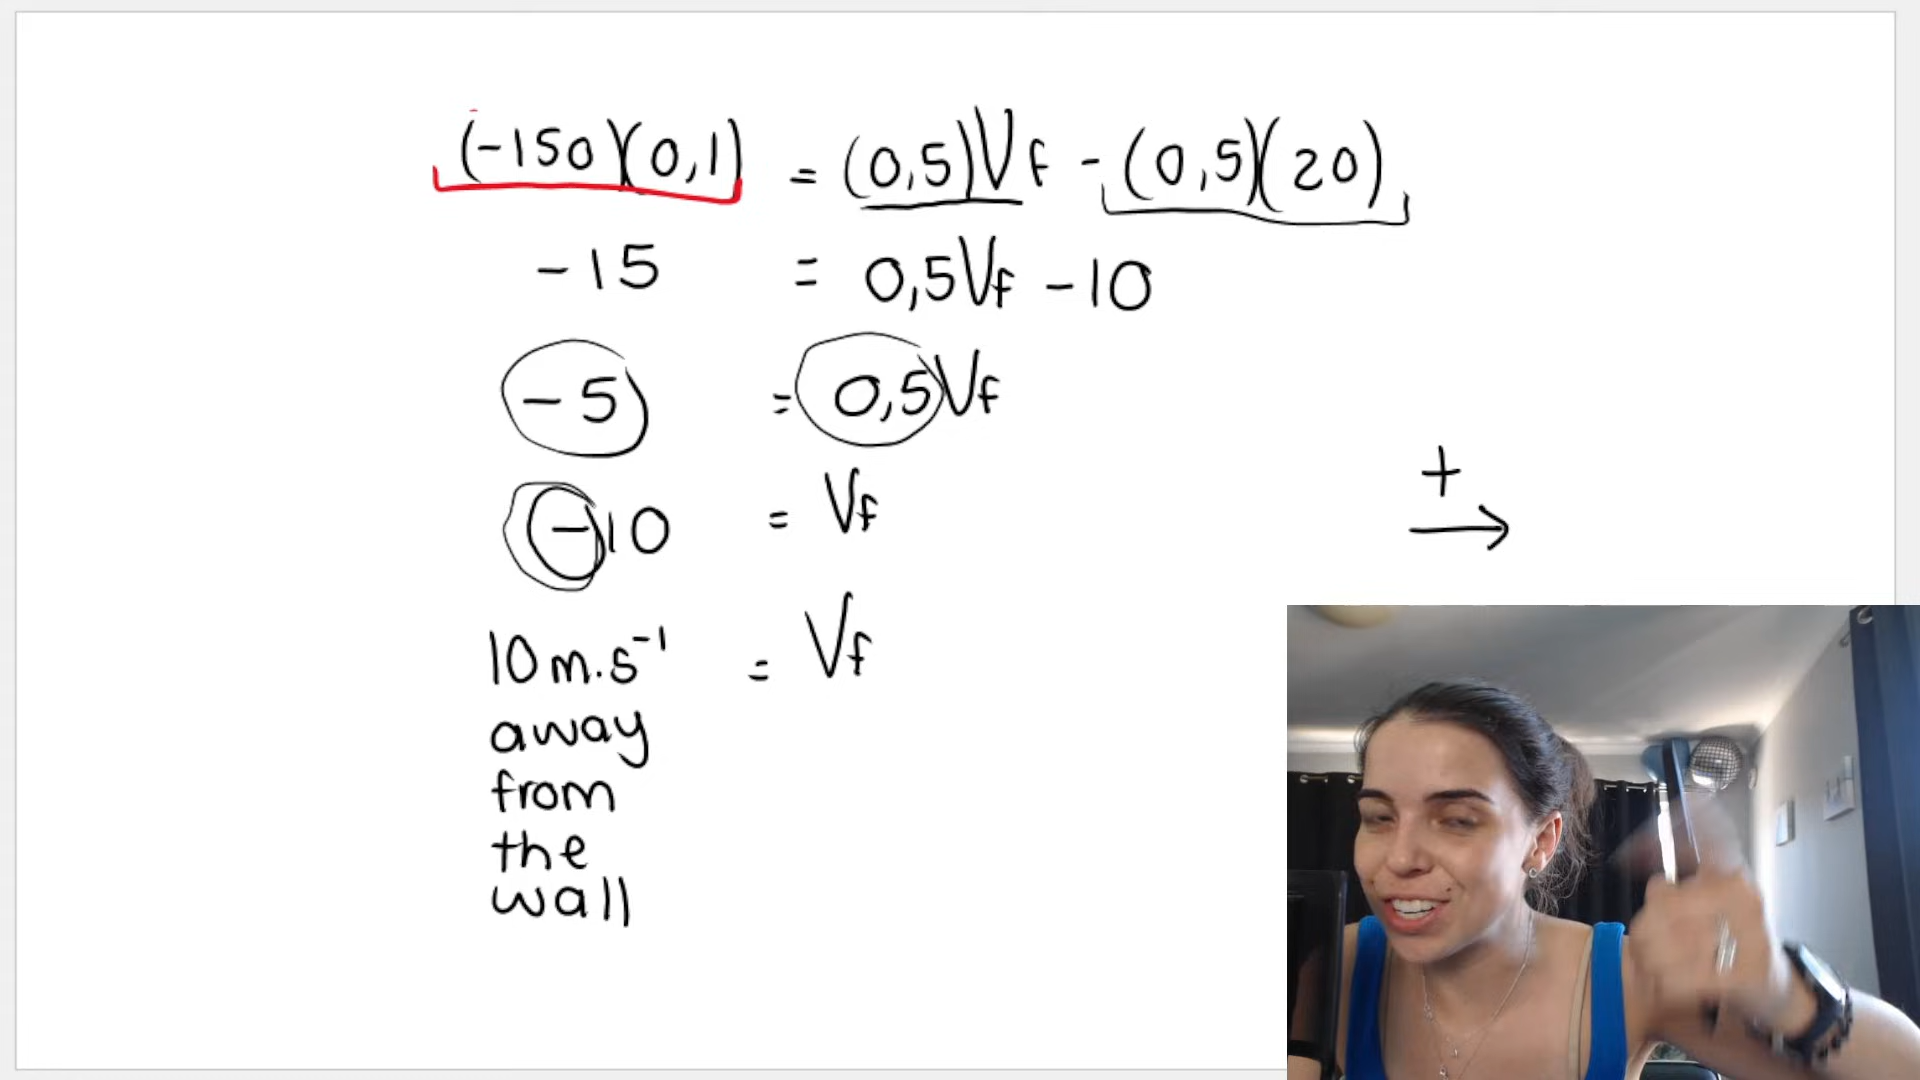 (-150)(0,1) = (0,5)Vf - (0,5)(20)
-15 = 0,5Vf -10
-5 = 0,5Vf
-10 = Vf
+
→
10m.s⁻¹ = Vf
away
from
the
wall